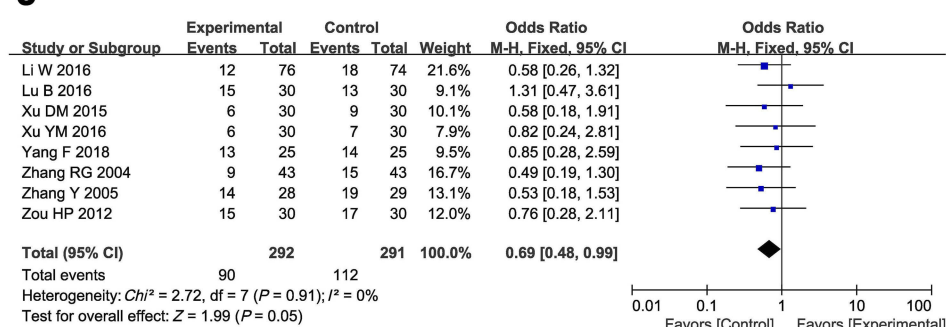 Experimental Control Odds Ratio Odds Ratio
Study or Subgroup Events Total Events Total Weight M-H, Fixed, 95% CI M-H, Fixed, 95% CI
Li W 2016 12 76 18 74 21.6% 0.58 [0.26, 1.32]
Lu B 2016 15 30 13 30 9.1% 1.31 [0.47, 3.61]
Xu DM 2015 6 30 9 30 10.1% 0.58 [0.18, 1.91]
Xu YM 2016 6 30 7 30 7.9% 0.82 [0.24, 2.81]
Yang F 2018 13 25 14 25 9.5% 0.85 [0.28, 2.59]
Zhang RG 2004 9 43 15 43 16.7% 0.49 [0.19, 1.30]
Zhang Y 2005 14 28 19 29 13.1% 0.53 [0.18, 1.53]
Zou HP 2012 15 30 17 30 12.0% 0.76 [0.28, 2.11]
Total (95% CI) 292 291 100.0% 0.69 [0.48, 0.99]
Total events 90 112
Heterogeneity: Chi² = 2.72, df = 7 (P = 0.91); I² = 0%
Test for overall effect: Z = 1.99 (P = 0.05)
0.01 0.1 1 10 100
Favors [Control] Favors [Experimental]